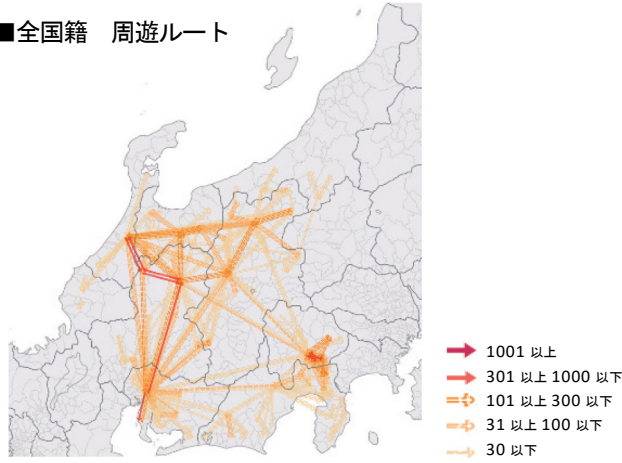 ■全国籍　周遊ルート
1001 以上
301 以上 1000 以下
101 以上 300 以下
31 以上 100 以下
30 以下